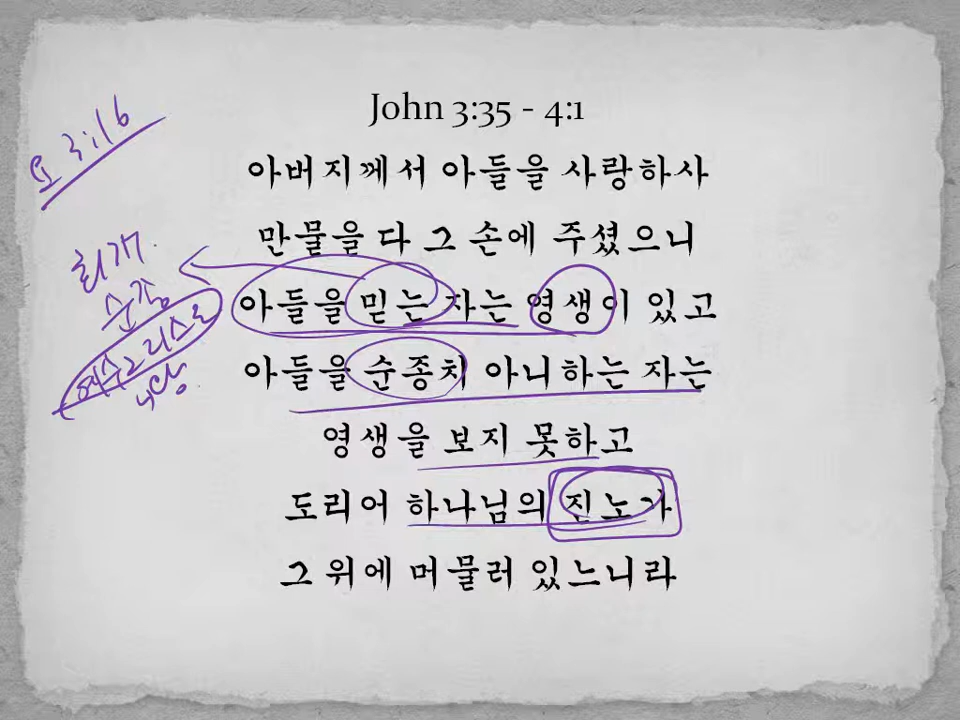 John 3:35 - 4:1
요 3:16
아버지께서 아들을 사랑하사
만물을 다 그 손에 주셨으니
회개
아들을 믿는 자는 영생이 있고
순종
예수그리스도
아들을 순종치 아니하는 자는
영생을 보지 못하고
도리어 하나님의 진노가
그 위에 머물러 있느니라